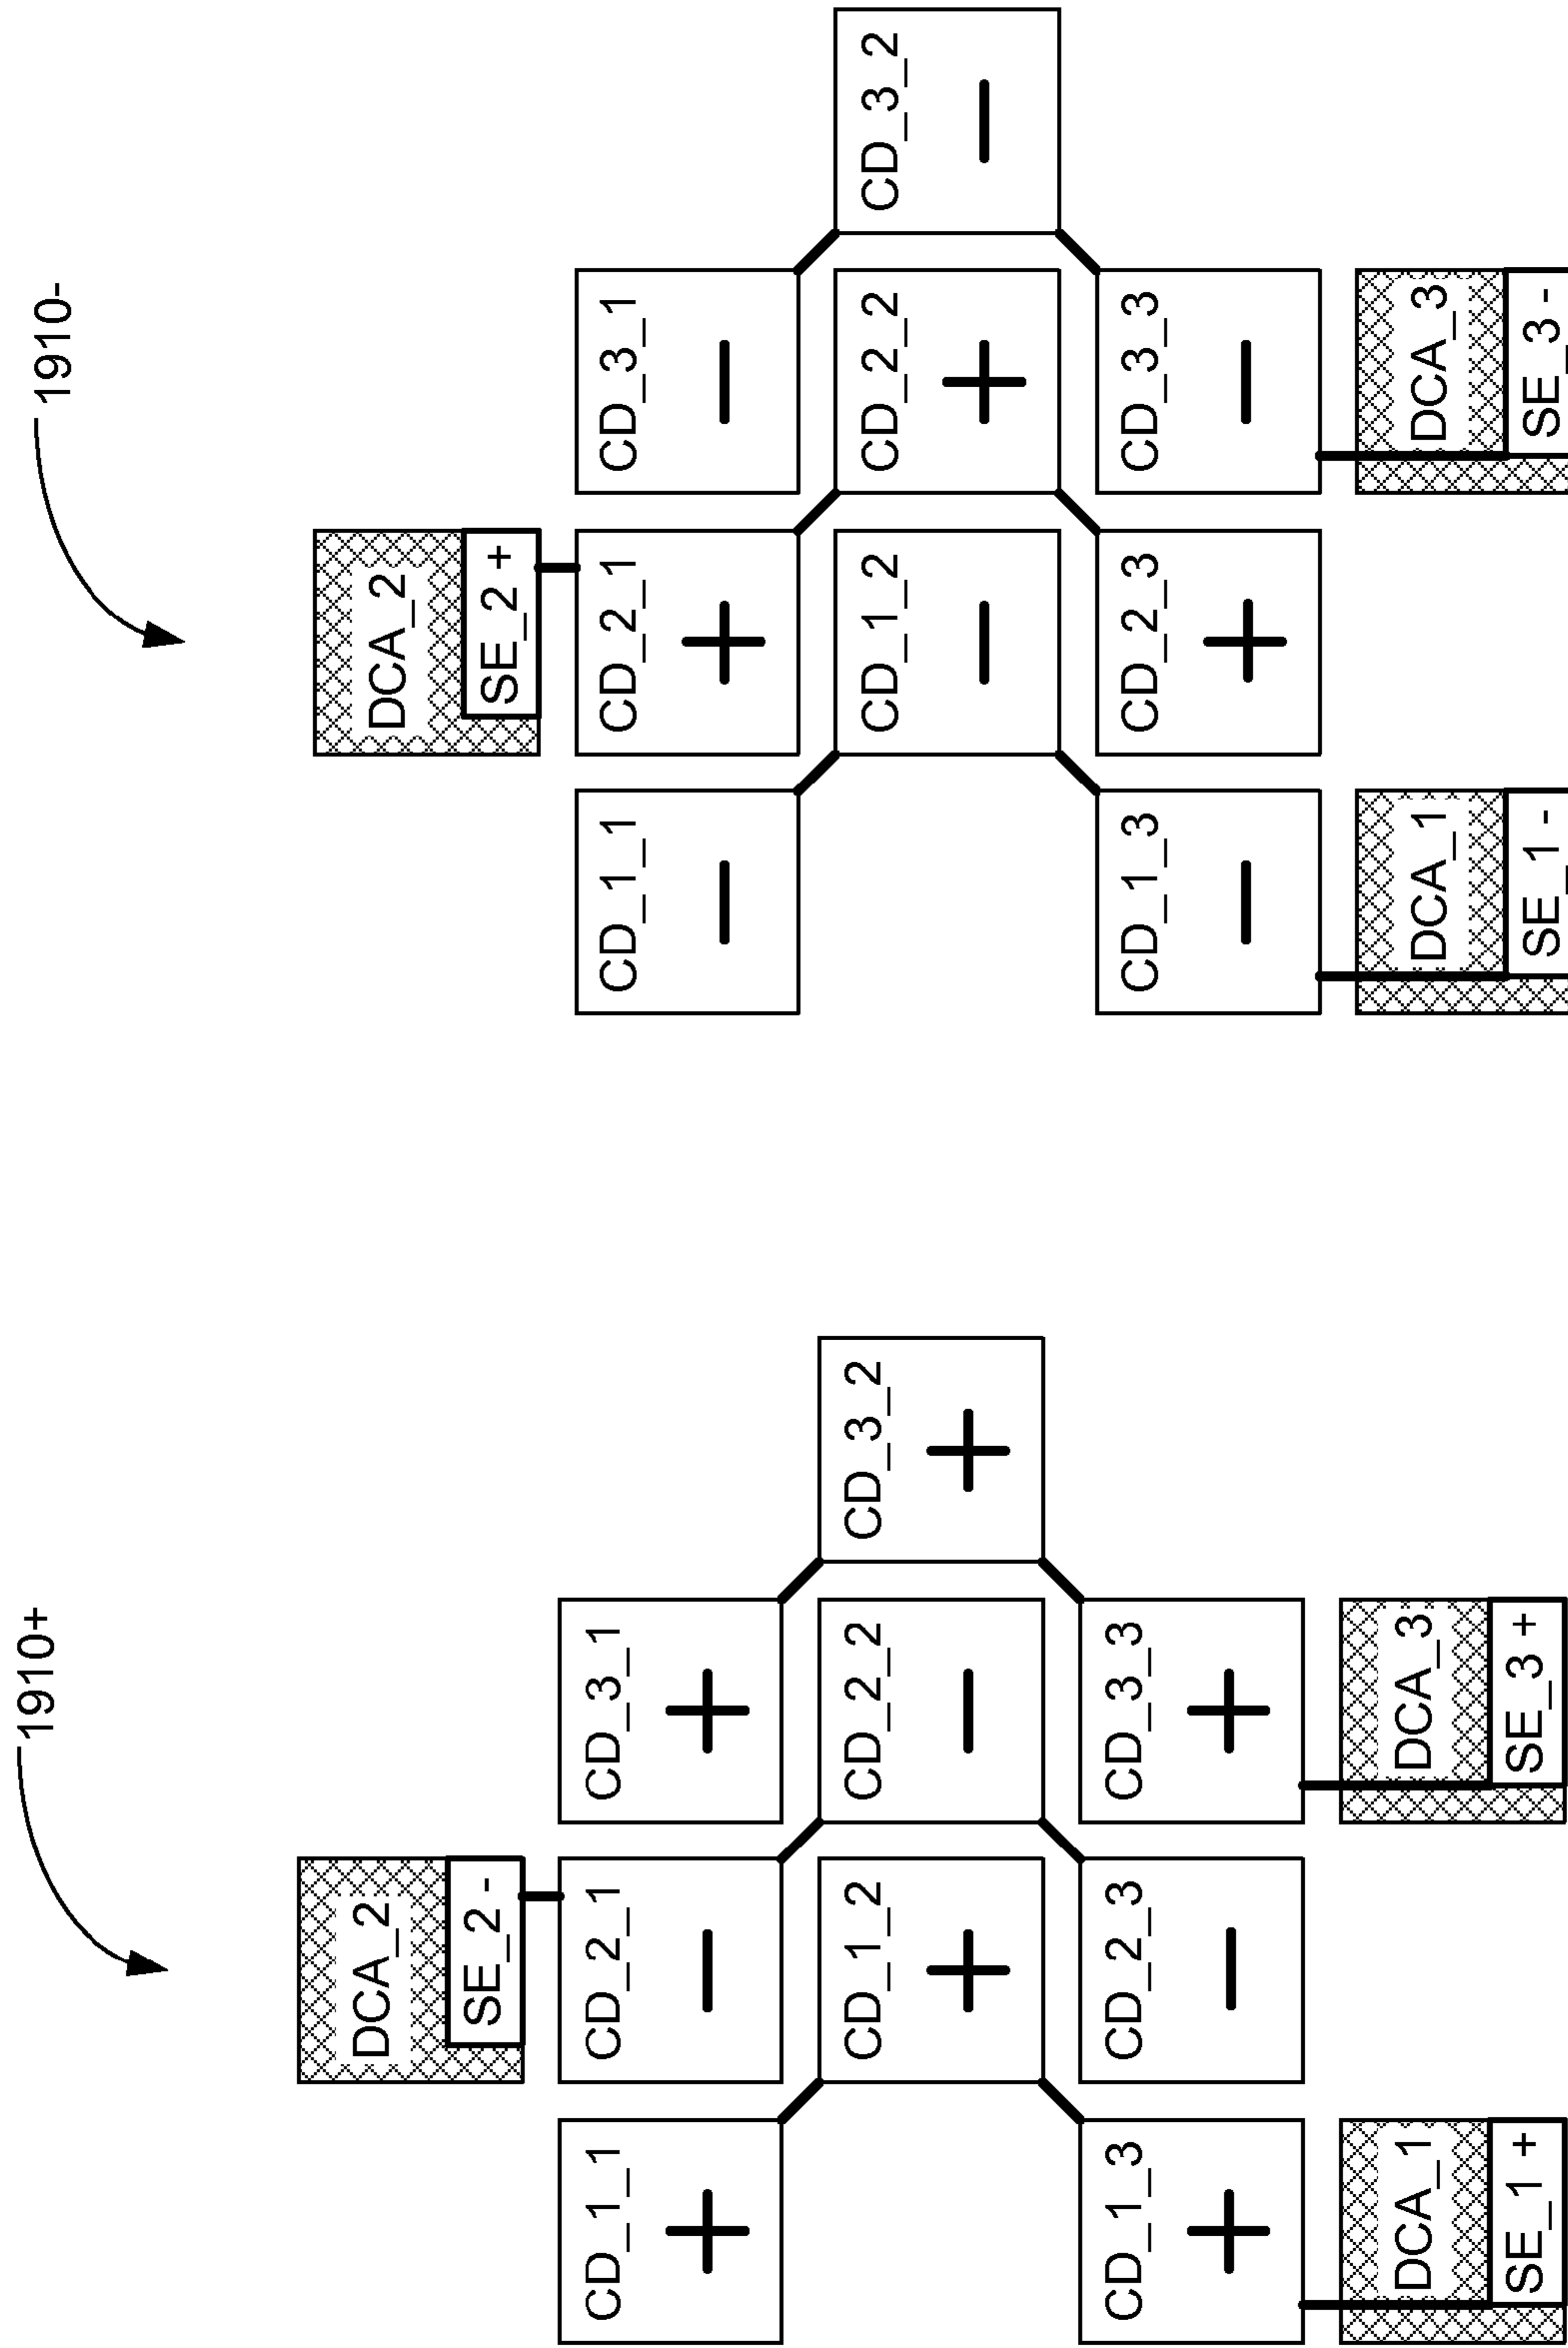 1910+
DCA_2
SE_2 -
CD_1_1
CD_2_1
CD_3_1
CD_1_2
CD_2_2
CD_3_2
CD_1_3
CD_2_3
CD_3_3
DCA_1
DCA_3
SE_1 +
SE_3 +
1910-
DCA_2
SE_2 +
CD_1_1
CD_2_1
CD_3_1
CD_1_2
CD_2_2
CD_3_2
CD_1_3
CD_2_3
CD_3_3
DCA_1
DCA_3
SE_1 -
SE_3 -